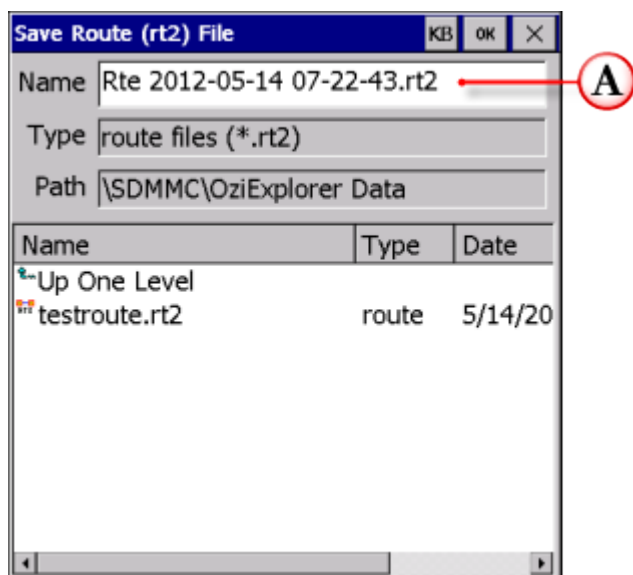 Save Route (rt2) File KB OK
Name Rte 2012-05-14 07-22-43.rt2 A
Type route files (*.rt2)
Path \SDMMC\OziExplorer Data
Name Type Date
Up One Level
testroute.rt2 route 5/14/20